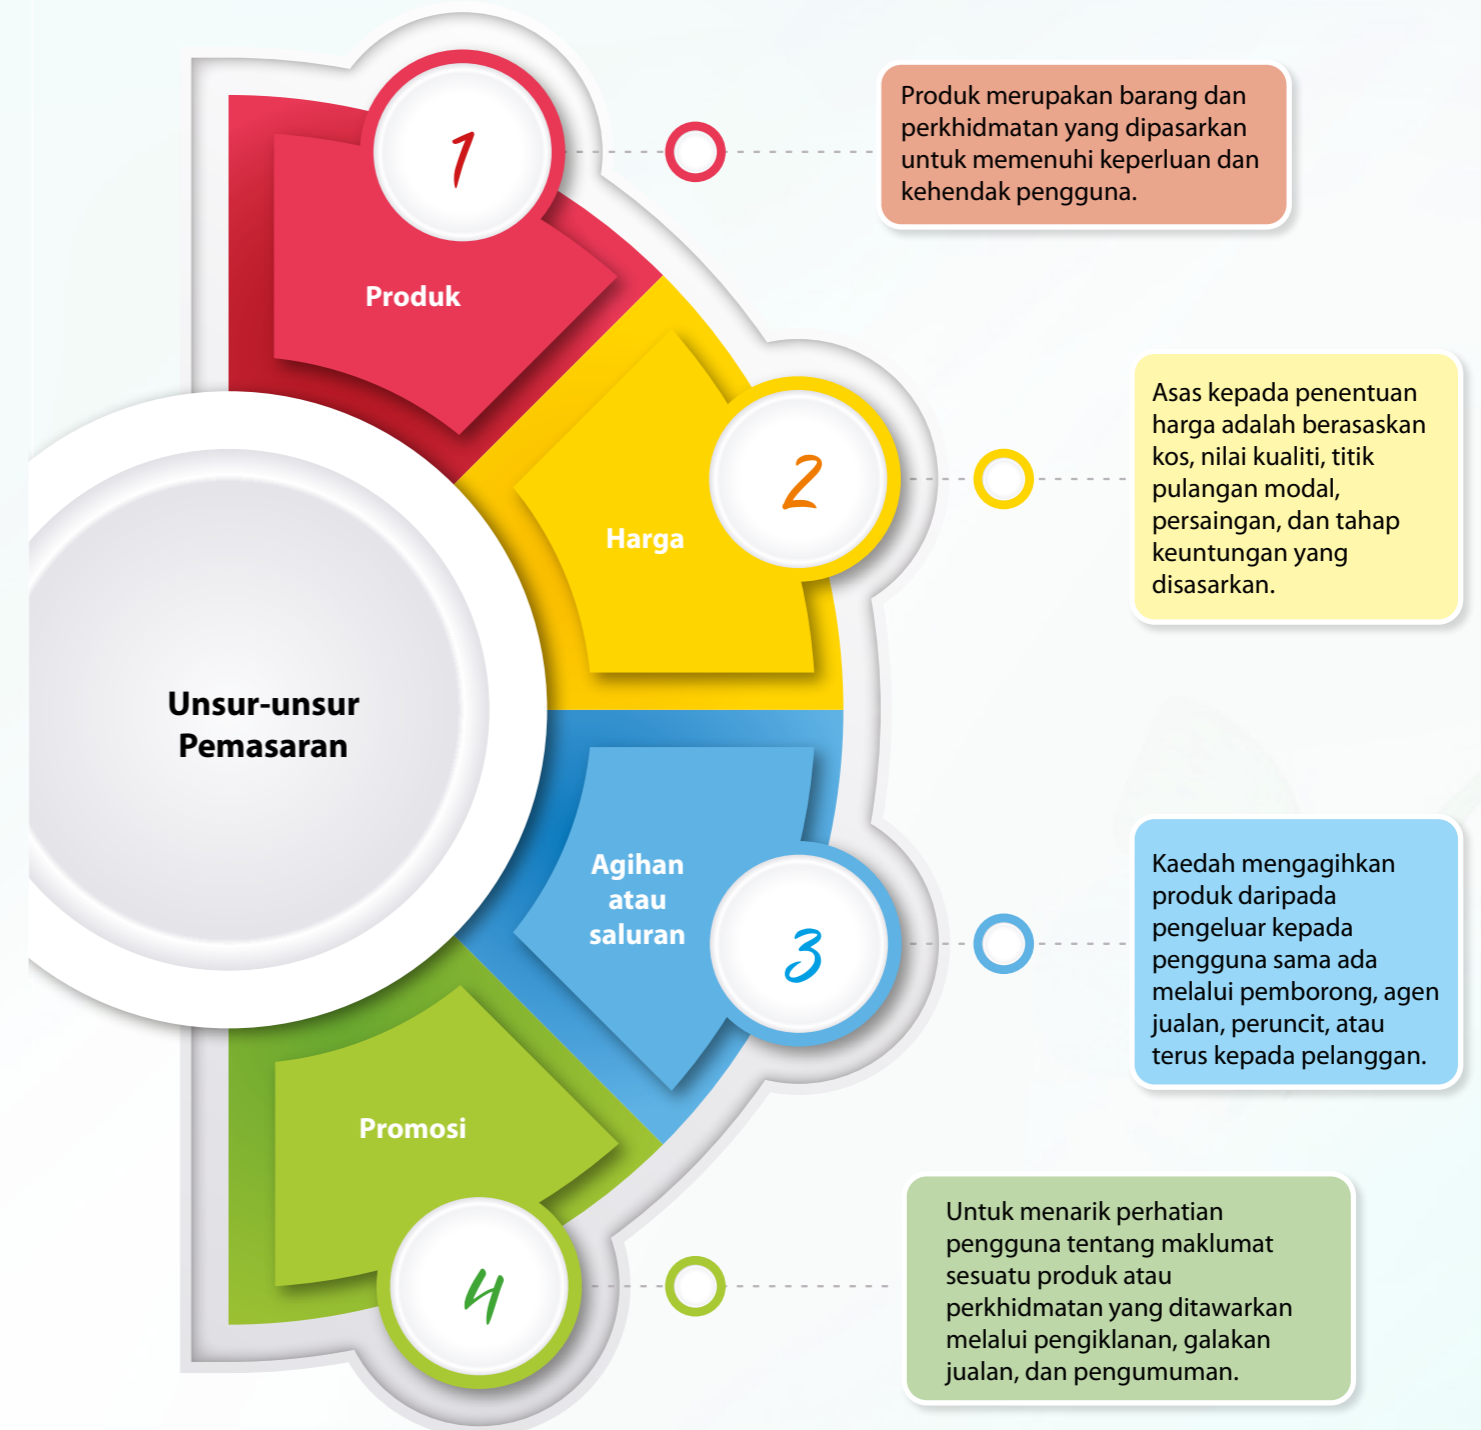 1
Produk
Produk merupakan barang dan
perkhidmatan yang dipasarkan
untuk memenuhi keperluan dan
kehendak pengguna.
2
Harga
Asas kepada penentuan
harga adalah berasaskan
kos, nilai kualiti, titik
pulangan modal,
persaingan, dan tahap
keuntungan yang
disasarkan.
Unsur-unsur
Pemasaran
3
Agihan
atau
saluran
Kaedah mengagihkan
produk daripada
pengeluar kepada
pengguna sama ada
melalui pemborong, agen
jualan, peruncit, atau
terus kepada pelanggan.
4
Promosi
Untuk menarik perhatian
pengguna tentang maklumat
sesuatu produk atau
perkhidmatan yang ditawarkan
melalui pengiklanan, galakan
jualan, dan pengumuman.